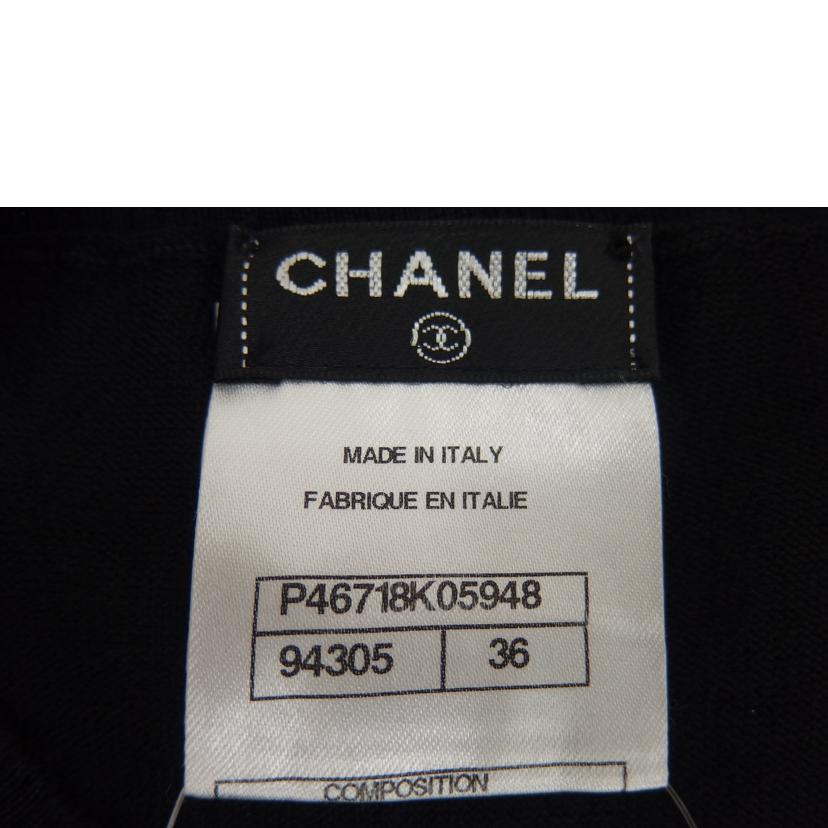 CHANEL
MADE IN ITALY
FABRIQUE EN ITALIE
P46718K05948
94305 36
COMPOSITION